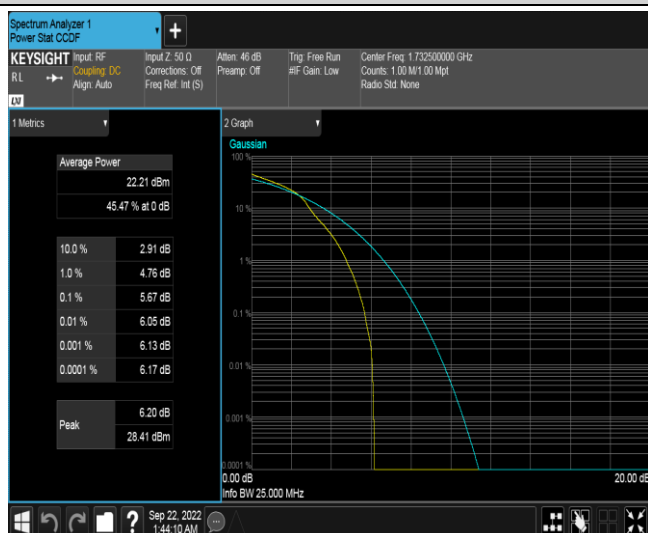 Spectrum Analyzer 1
Power Stat CCDF
KEYSIGHT
R L
LXI
Input: RF
Coupling: DC
Align: Auto
Input Z: 50 Ω
Corrections: Off
Freq Ref: Int (S)
Atten: 46 dB
Preamp: Off
Trig: Free Run
#IF Gain: Low
Center Freq: 1.732500000 GHz
Counts: 1.00 M/1.00 Mpt
Radio Std: None
1 Metrics
Average Power
22.21 dBm
45.47 % at 0 dB
10.0 % 2.91 dB
1.0 % 4.76 dB
0.1 % 5.67 dB
0.01 % 6.05 dB
0.001 % 6.13 dB
0.0001 % 6.17 dB
Peak
6.20 dB
28.41 dBm
2 Graph
Gaussian
100 %
10 %
1 %
0.1 %
0.01 %
0.001 %
0.0001 %
0.00 dB 20.00 dB
Info BW 25.000 MHz
Sep 22, 2022
1:44:10 AM